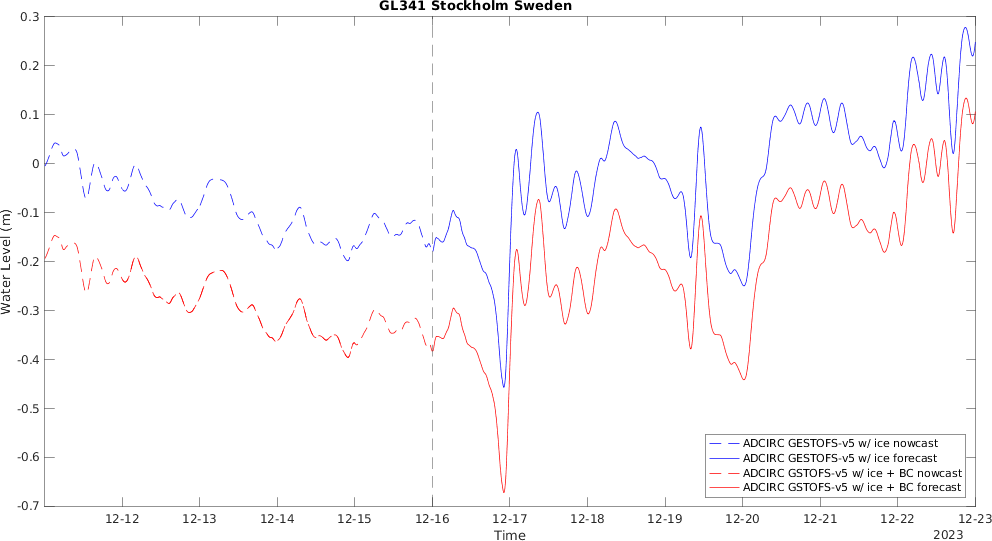 GL341 Stockholm Sweden
0.3
0.2
0.1
0
-0.1
-0.2
-0.3
-0.4
-0.5
-0.6
-0.7
Water Level (m)
ADCIRC GESTOFS-v5 w/ ice nowcast
ADCIRC GESTOFS-v5 w/ ice forecast
ADCIRC GSTOFS-v5 w/ ice + BC nowcast
ADCIRC GSTOFS-v5 w/ ice + BC forecast
12-12 12-13 12-14 12-15 12-16 12-17 12-18 12-19 12-20 12-21 12-22 12-23
Time
2023